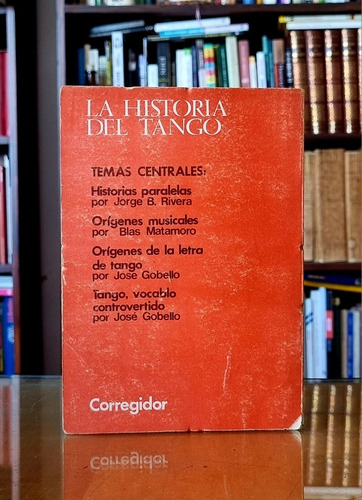 LA HISTORIA
DEL TANGO
TEMAS CENTRALES:
Historias paralelas
por Jorge B. Rivera
Orígenes musicales
por Blas Matamoro
Orígenes de la letra
de tango
por José Gobello
Tango, vocablo
controvertido
por José Gobello
Corregidor